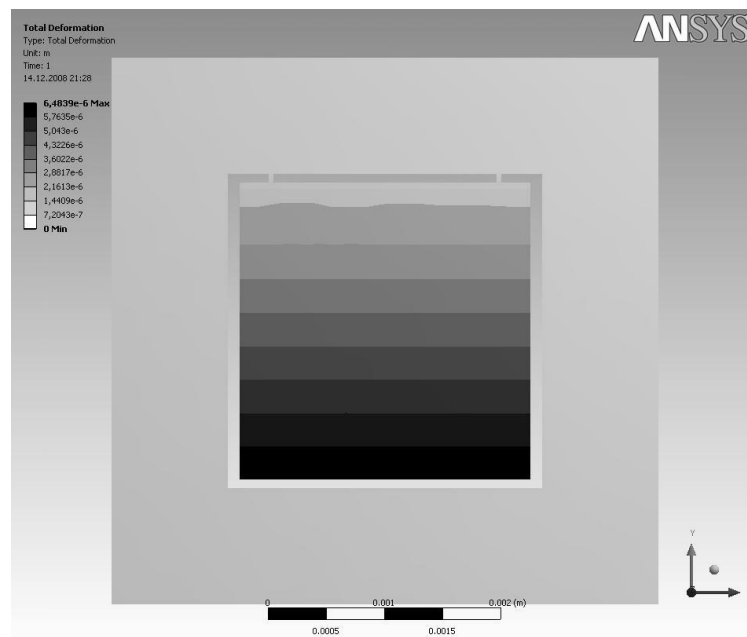 Total Deformation
Type: Total Deformation
Unit: m
Time: 1
14.12.2008 21:28
ANSYS
6,4839e-6 Max
5,7635e-6
5,043e-6
4,3226e-6
3,6022e-6
2,8817e-6
2,1613e-6
1,4409e-6
7,2043e-7
0 Min
Y
0 0.001 0.002 (m)
0.0005 0.0015